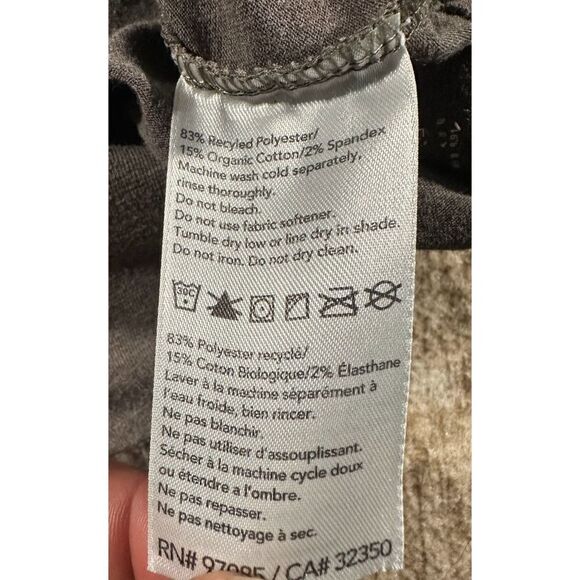 83% Recyled Polyester/
15% Organic Cotton/2% Spandex
Machine wash cold separately,
rinse thoroughly.
Do not bleach.
Do not use fabric softener.
Tumble dry low or line dry in shade.
Do not iron. Do not dry clean.
30C
83% Polyester recyclé/
15% Coton Biologique/2% Élasthane
Laver à la machine séparément à
l'eau froide, bien rincer.
Ne pas blanchir.
Ne pas utiliser d'assouplissant.
Sécher à la machine cycle doux
ou étendre a l'ombre.
Ne pas repasser.
Ne pas nettoyage à sec.
RN# 97085 / CA# 32350